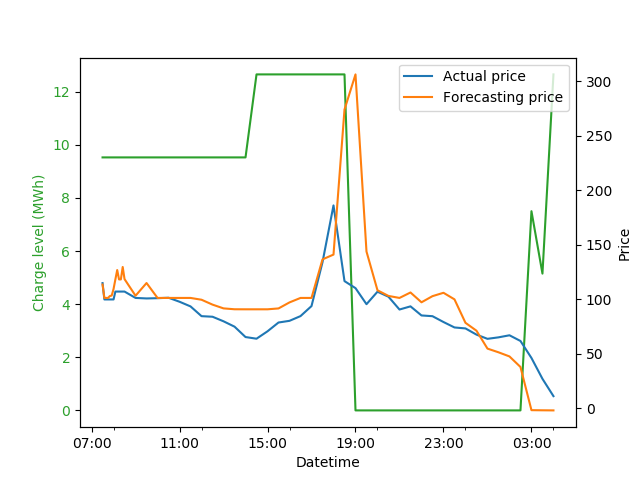 Actual price
Forecasting price
12
10
8
6
4
2
0
Charge level (MWh)
300
250
200
150
100
50
0
Price
07:00 11:00 15:00 19:00 23:00 03:00
Datetime